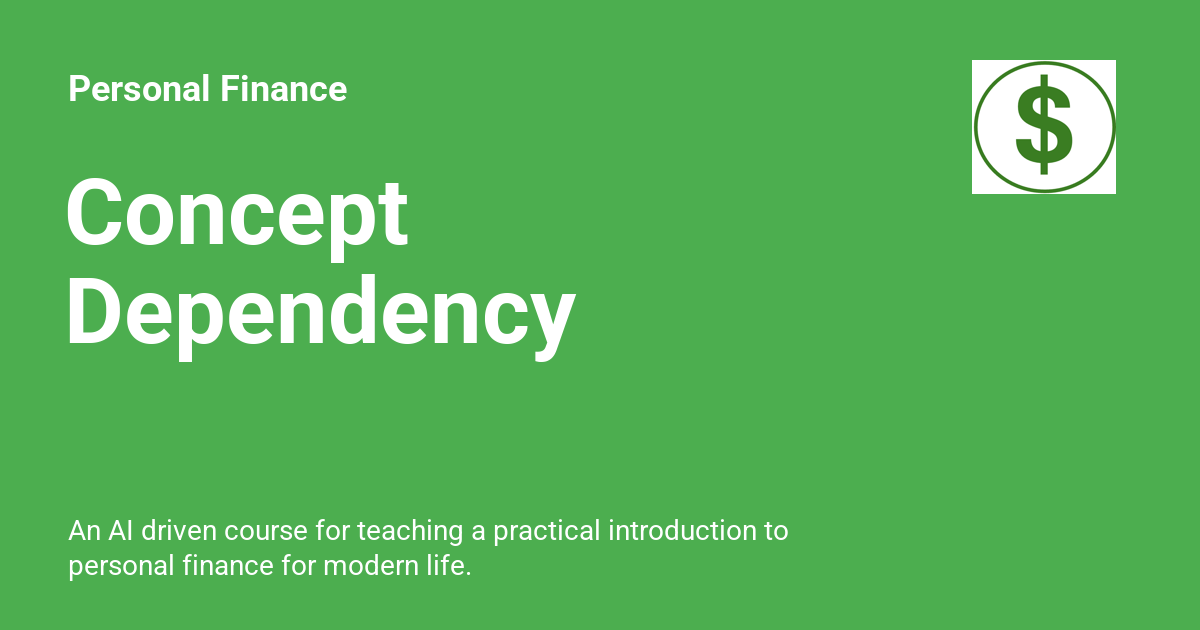 Personal Finance
$
Concept
Dependency
An AI driven course for teaching a practical introduction to
personal finance for modern life.